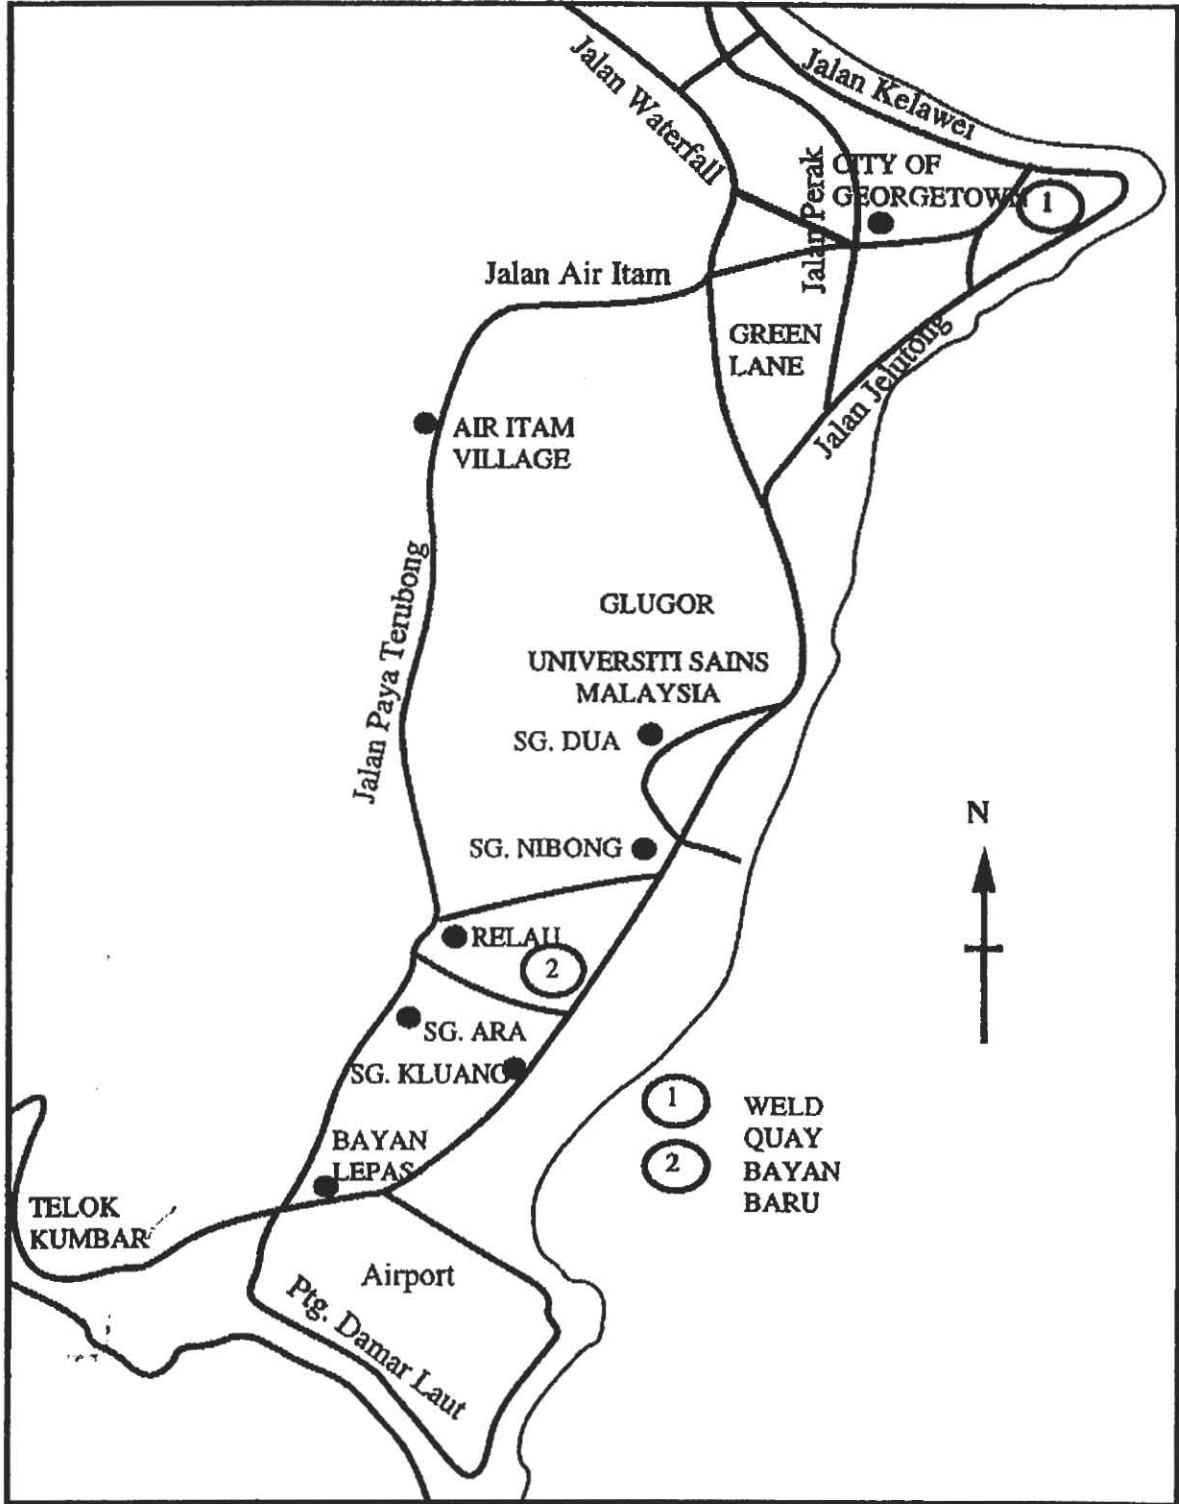 Jalan Waterfall
Jalan Kelawei
Jalan Perak
CITY OF
GEORGETOWN
1
Jalan Air Itam
GREEN
LANE
Jalan Jelutong
AIR ITAM
VILLAGE
Jalan Paya Terubong
GLUGOR
UNIVERSITI SAINS
MALAYSIA
SG. DUA
N
SG. NIBONG
RELAU
2
SG. ARA
SG. KLUANG
1 WELD
QUAY
2 BAYAN
BARU
BAYAN
LEPAS
TELOK
KUMBAR
Airport
Ptg. Damar Laut